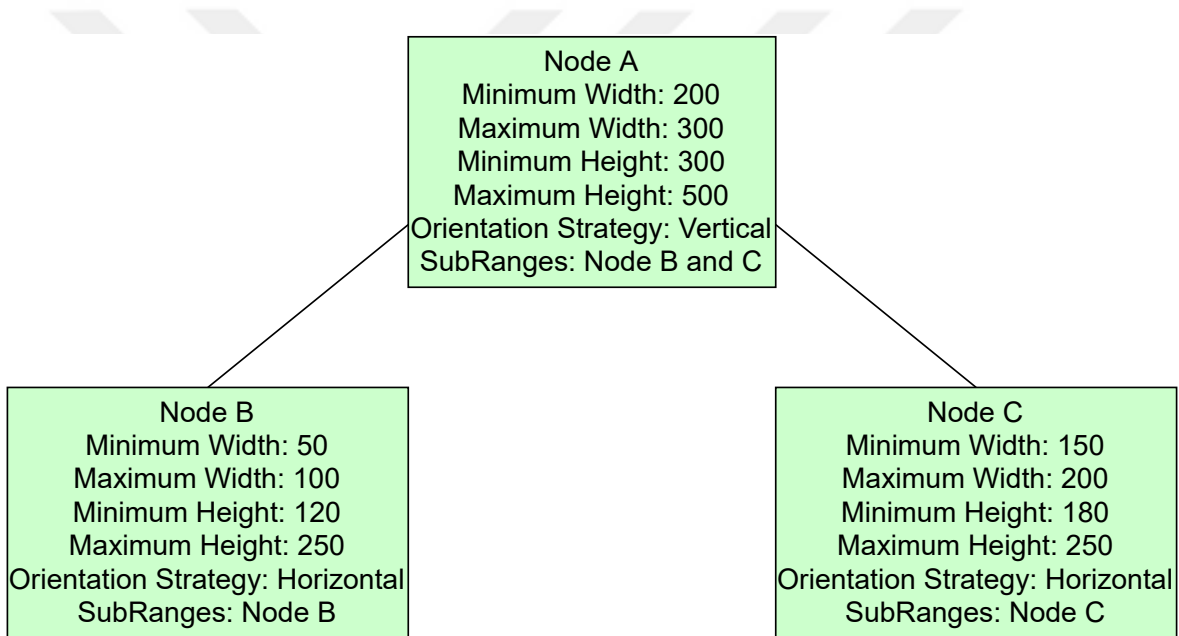 Node A
Minimum Width: 200
Maximum Width: 300
Minimum Height: 300
Maximum Height: 500
Orientation Strategy: Vertical
SubRanges: Node B and C
Node B
Minimum Width: 50
Maximum Width: 100
Minimum Height: 120
Maximum Height: 250
Orientation Strategy: Horizontal
SubRanges: Node B
Node C
Minimum Width: 150
Maximum Width: 200
Minimum Height: 180
Maximum Height: 250
Orientation Strategy: Horizontal
SubRanges: Node C